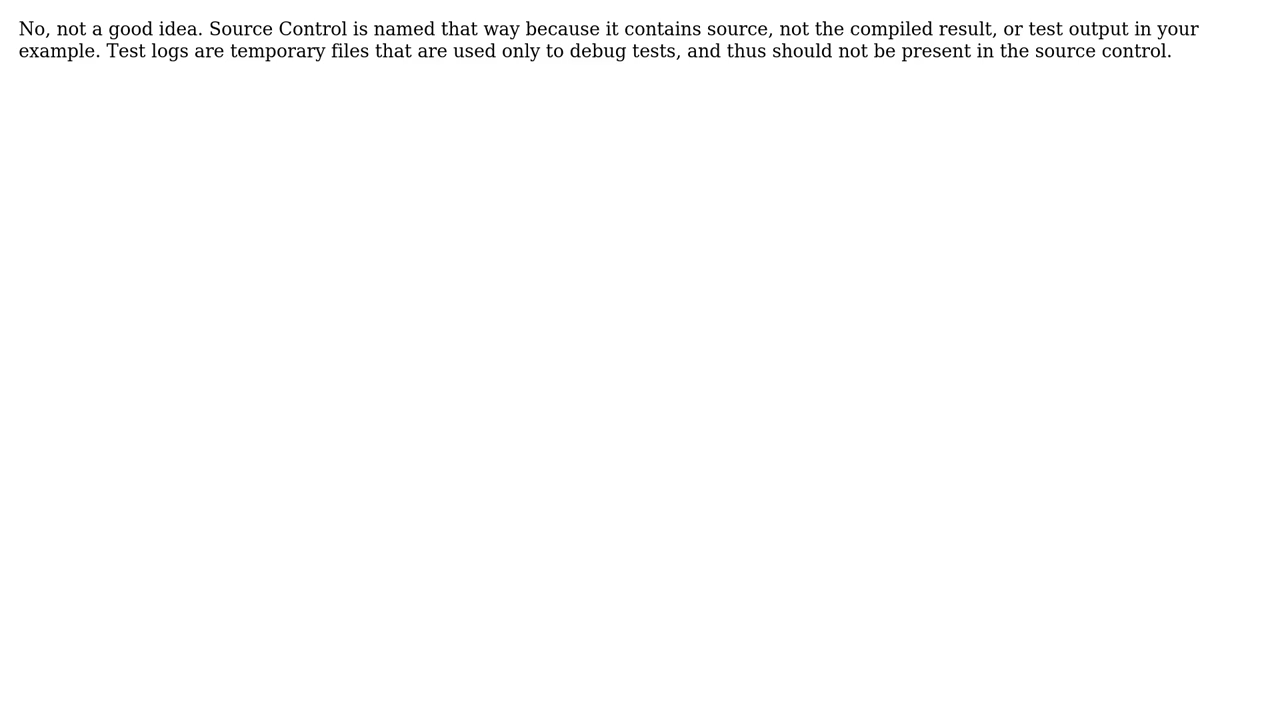 No, not a good idea. Source Control is named that way because it contains source, not the compiled result, or test output in your
example. Test logs are temporary files that are used only to debug tests, and thus should not be present in the source control.